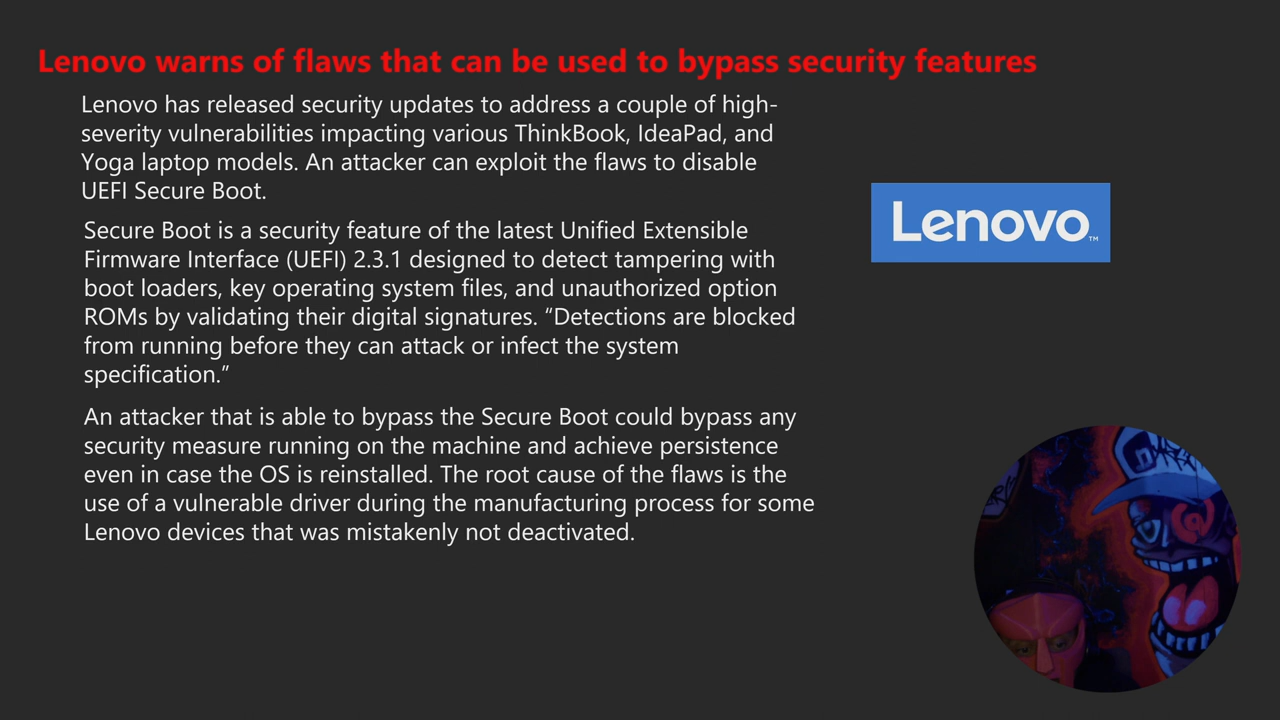 Lenovo warns of flaws that can be used to bypass security features
Lenovo has released security updates to address a couple of high-
severity vulnerabilities impacting various ThinkBook, IdeaPad, and
Yoga laptop models. An attacker can exploit the flaws to disable
UEFI Secure Boot.
Lenovo™
Secure Boot is a security feature of the latest Unified Extensible
Firmware Interface (UEFI) 2.3.1 designed to detect tampering with
boot loaders, key operating system files, and unauthorized option
ROMs by validating their digital signatures. “Detections are blocked
from running before they can attack or infect the system
specification.”
An attacker that is able to bypass the Secure Boot could bypass any
security measure running on the machine and achieve persistence
even in case the OS is reinstalled. The root cause of the flaws is the
use of a vulnerable driver during the manufacturing process for some
Lenovo devices that was mistakenly not deactivated.